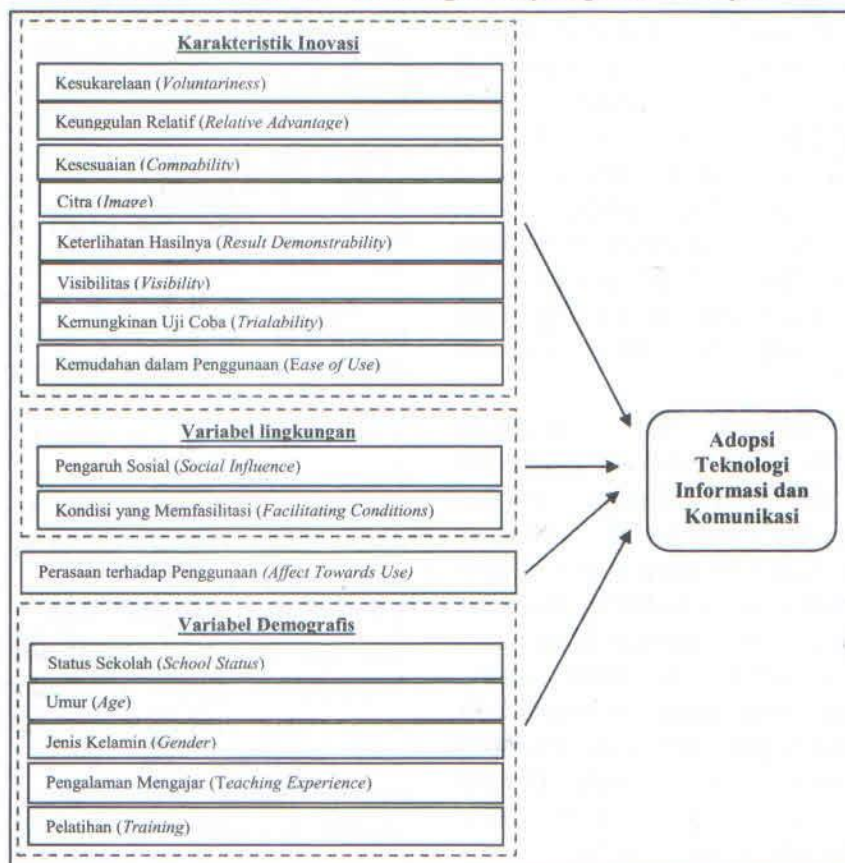 Karakteristik Inovasi
Kesukarelaan (Voluntariness)
Keunggulan Relatif (Relative Advantage)
Kesesuaian (Compability)
Citra (Image)
Keterlihatan Hasilnya (Result Demonstrability)
Visibilitas (Visibility)
Kemungkinan Uji Coba (Trialability)
Kemudahan dalam Penggunaan (Ease of Use)
Variabel lingkungan
Pengaruh Sosial (Social Influence)
Kondisi yang Memfasilitasi (Facilitating Conditions)
Perasaan terhadap Penggunaan (Affect Towards Use)
Variabel Demografis
Status Sekolah (School Status)
Umur (Age)
Jenis Kelamin (Gender)
Pengalaman Mengajar (Teaching Experience)
Pelatihan (Training)
Adopsi
Teknologi
Informasi dan
Komunikasi